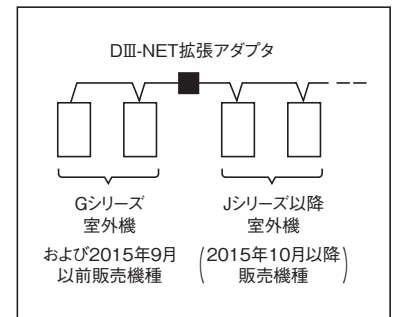 DⅢ-NET拡張アダプタ
Gシリーズ
室外機
および2015年9月
以前販売機種
Jシリーズ以降
室外機
(2015年10月以降
販売機種)